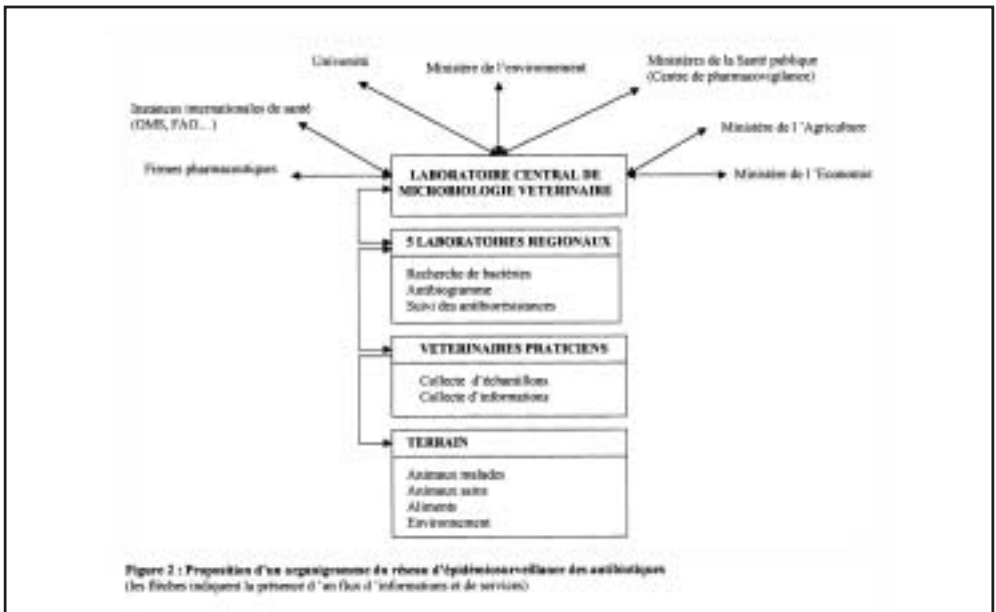 Université
Ministère de l'environnement
Ministères de la Santé publique
(Centre de pharmacovigilance)
Instances internationales de santé
(OMS, FAO...)
Ministère de l'Agriculture
Firmes pharmaceutiques
Ministère de l'Economie
LABORATOIRE CENTRAL DE
MICROBIOLOGIE VETERINAIRE
5 LABORATOIRES REGIONAUX
Recherche de bactéries
Antibiogramme
Suivi des antibiorésistances
VETERINAIRES PRATICIENS
Collecte d'échantillons
Collecte d'informations
TERRAIN
Animaux malades
Animaux sains
Aliments
Environnement
Figure 2 : Proposition d'un organigramme du réseau d'épidémiosurveillance des antibiotiques
(les flèches indiquent la présence d'un flux d'informations et de services)